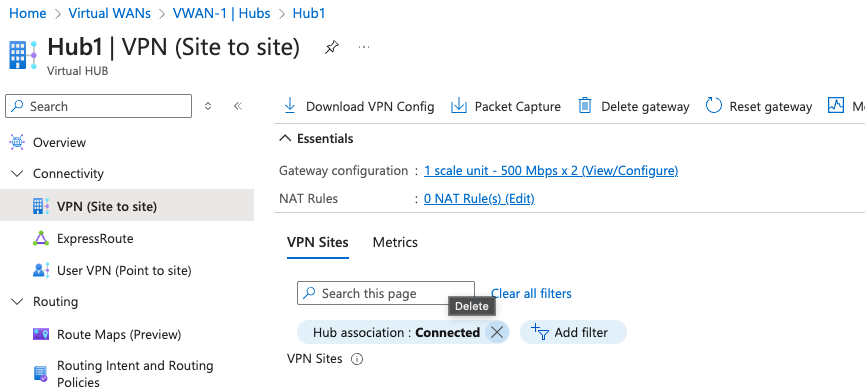 Home > Virtual WANs > VWAN-1 | Hubs > Hub1
Hub1 | VPN (Site to site)
Virtual HUB
Search
Download VPN Config Packet Capture Delete gateway Reset gateway
Overview
Essentials
Connectivity
Gateway configuration : 1 scale unit - 500 Mbps x 2 (View/Configure)
VPN (Site to site)
NAT Rules : 0 NAT Rule(s) (Edit)
ExpressRoute
VPN Sites Metrics
User VPN (Point to site)
Search this page Clear all filters
Delete
Routing
Hub association : Connected Add filter
Route Maps (Preview)
VPN Sites
Routing Intent and Routing
Policies